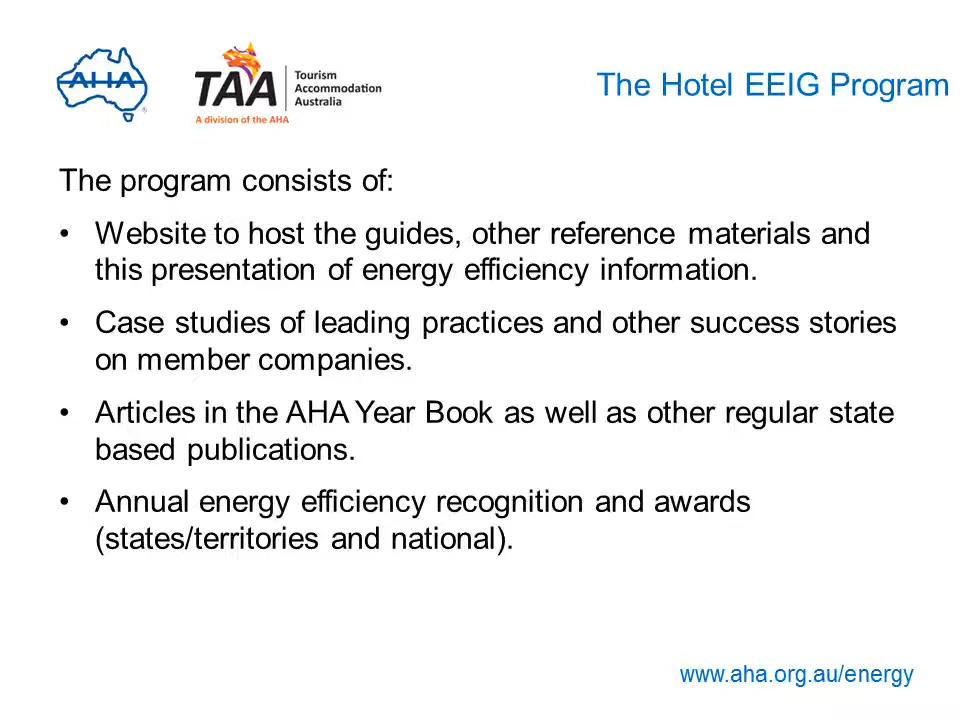 AHA
®
TAA
Tourism
Accommodation
Australia
A division of the AHA
The Hotel EEIG Program
The program consists of:
• Website to host the guides, other reference materials and
this presentation of energy efficiency information.
• Case studies of leading practices and other success stories
on member companies.
• Articles in the AHA Year Book as well as other regular state
based publications.
• Annual energy efficiency recognition and awards
(states/territories and national).
www.aha.org.au/energy